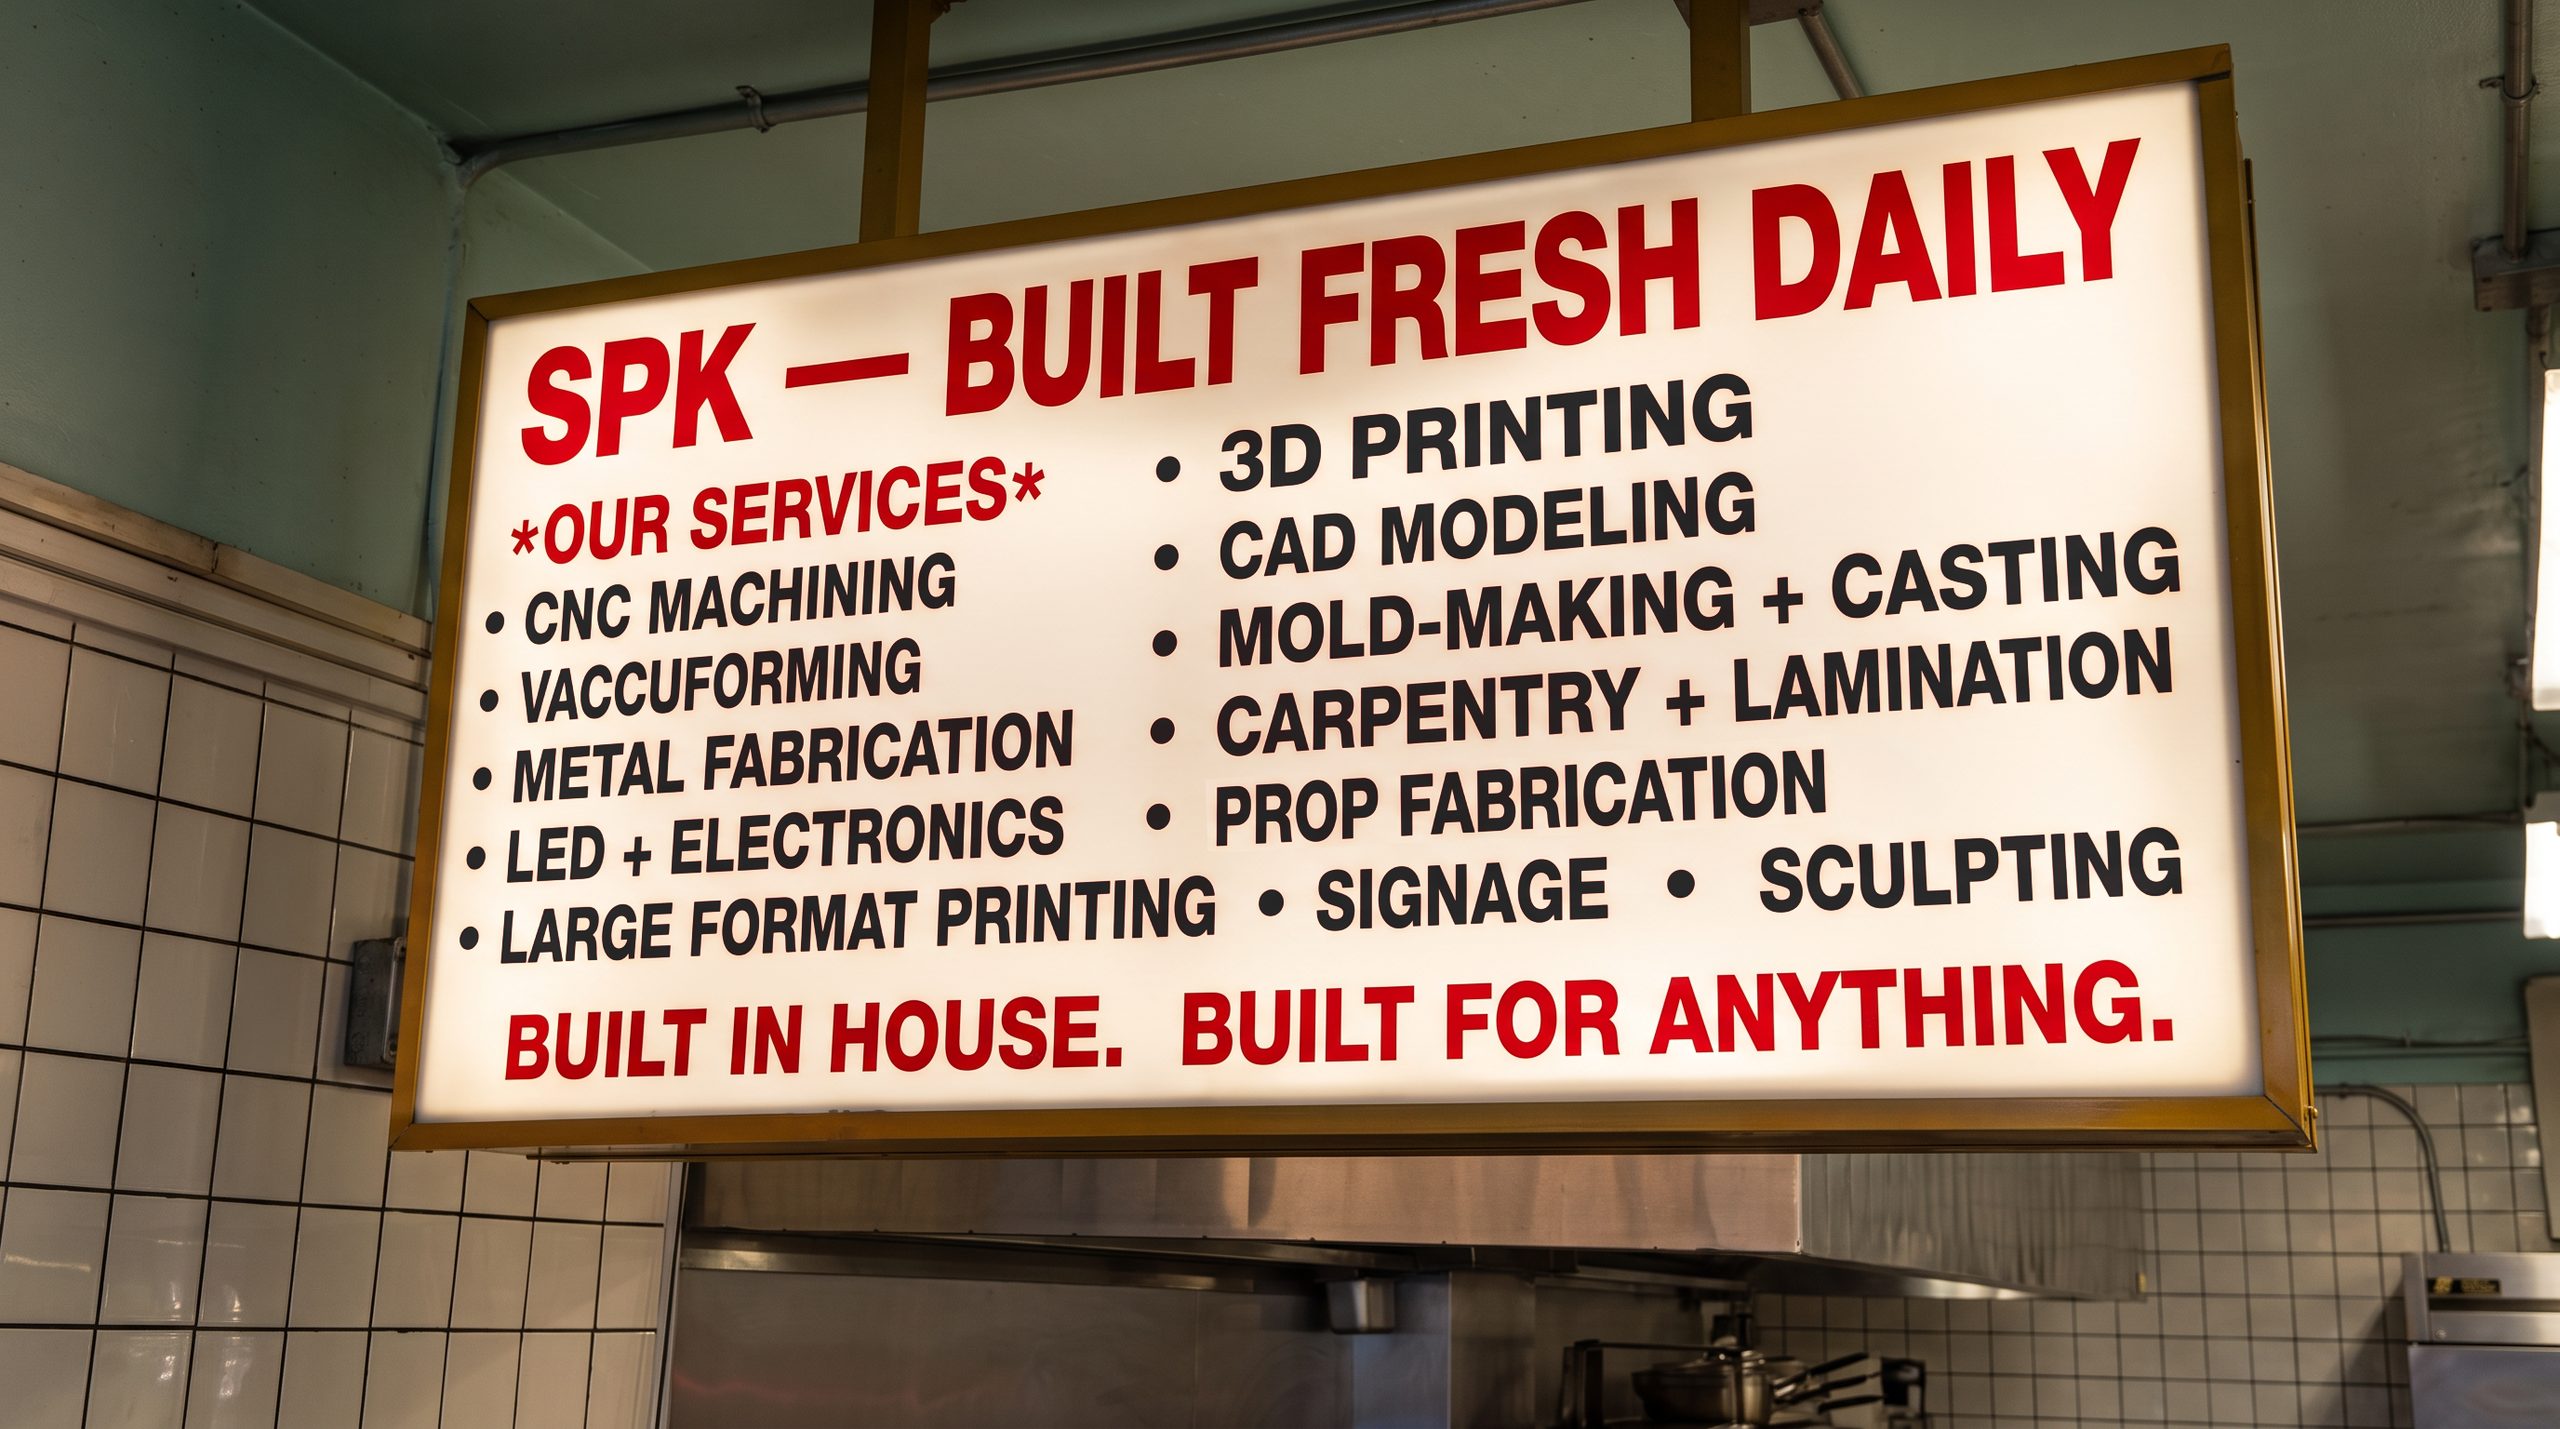 SPK — BUILT FRESH DAILY
*OUR SERVICES*
• CNC MACHINING
• VACCUFORMING
• METAL FABRICATION
• LED + ELECTRONICS
• LARGE FORMAT PRINTING • SIGNAGE • SCULPTING
• 3D PRINTING
• CAD MODELING
• MOLD-MAKING + CASTING
• CARPENTRY + LAMINATION
• PROP FABRICATION
BUILT IN HOUSE. BUILT FOR ANYTHING.